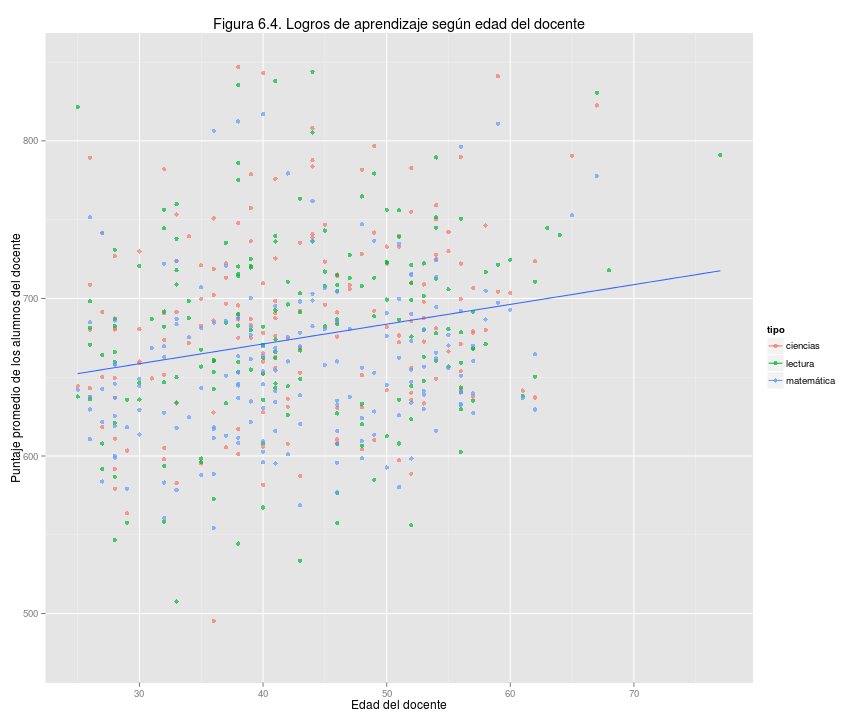 Figura 6.4. Logros de aprendizaje según edad del docente
Puntaje promedio de los alumnos del docente
800
700
600
500
30 40 50 60 70
Edad del docente
tipo
ciencias
lectura
matemática